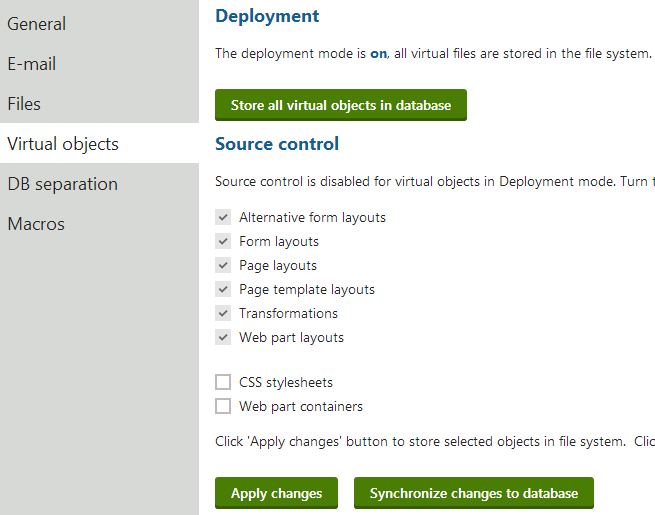 General
E-mail
Files
Virtual objects
DB separation
Macros
Deployment
The deployment mode is on, all virtual files are stored in the file system.
Store all virtual objects in database
Source control
Source control is disabled for virtual objects in Deployment mode. Turn
Alternative form layouts
Form layouts
Page layouts
Page template layouts
Transformations
Web part layouts
CSS stylesheets
Web part containers
Click 'Apply changes' button to store selected objects in file system.
Apply changes
Synchronize changes to database